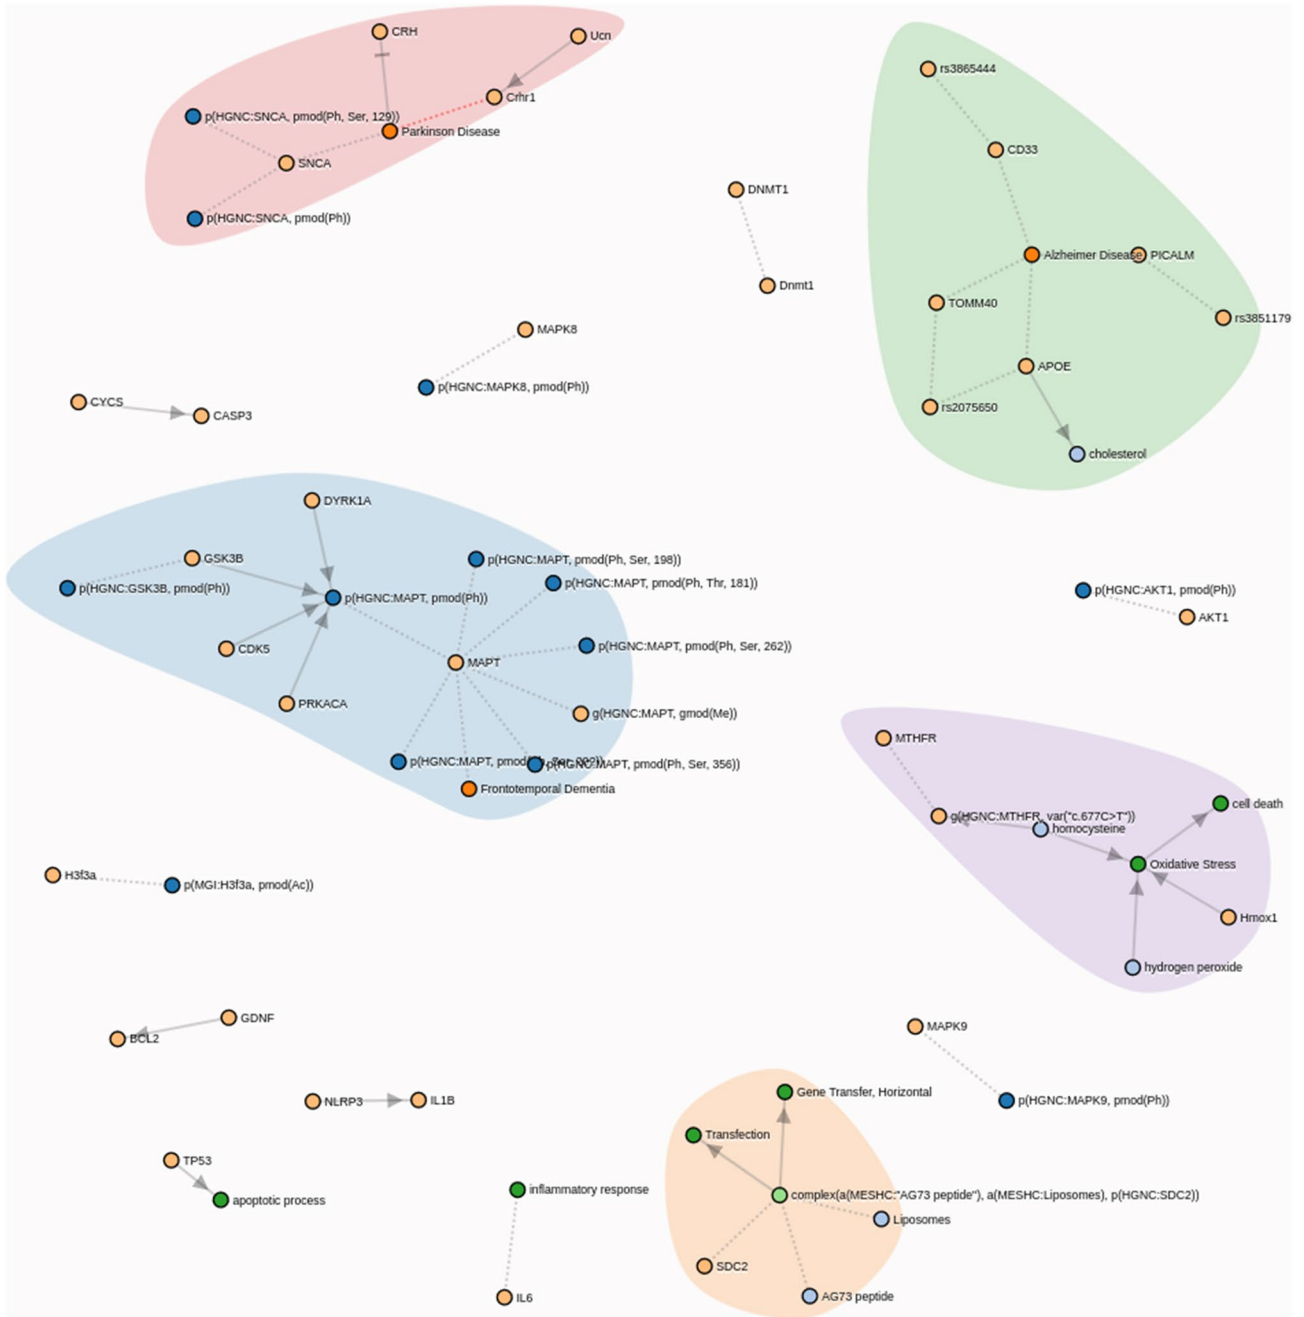 CRH
Ucn
rs3865444
Crhr1
p(HGNC:SNCA, pmod(Ph, Ser, 129))
Parkinson Disease
CD33
SNCA
DNMT1
p(HGNC:SNCA, pmod(Ph))
Alzheimer Disease
PICALM
Dnmt1
TOMM40
rs3851179
MAPK8
APOE
p(HGNC:MAPK8, pmod(Ph))
CYCS
CASP3
rs2075650
cholesterol
DYRK1A
GSK3B
p(HGNC:MAPT, pmod(Ph, Ser, 198))
p(HGNC:MAPT, pmod(Ph, Thr, 181))
p(HGNC:GSK3B, pmod(Ph))
p(HGNC:MAPT, pmod(Ph))
p(HGNC:AKT1, pmod(Ph))
AKT1
CDK5
p(HGNC:MAPT, pmod(Ph, Ser, 262))
MAPT
PRKACA
g(HGNC:MAPT, gmod(Me))
MTHFR
p(HGNC:MAPT, Ser,
p(HGNC:MAPT, pmod(Ph, Ser, 356))
Frontotemporal Dementia
cell death
g(HGNC:MTHFR, var("c.677C>T"))
homocysteine
Oxidative Stress
H3f3a
p(MGI:H3f3a, pmod(Ac))
Hmox1
hydrogen peroxide
GDNF
BCL2
MAPK9
Gene Transfer, Horizontal
NLRP3
IL1B
p(HGNC:MAPK9, pmod(Ph))
Transfection
TP53
inflammatory response
complex(a(MESHC:"AG73 peptide"), a(MESHC:Liposomes), p(HGNC:SDC2))
apoptotic process
Liposomes
SDC2
IL6
AG73 peptide